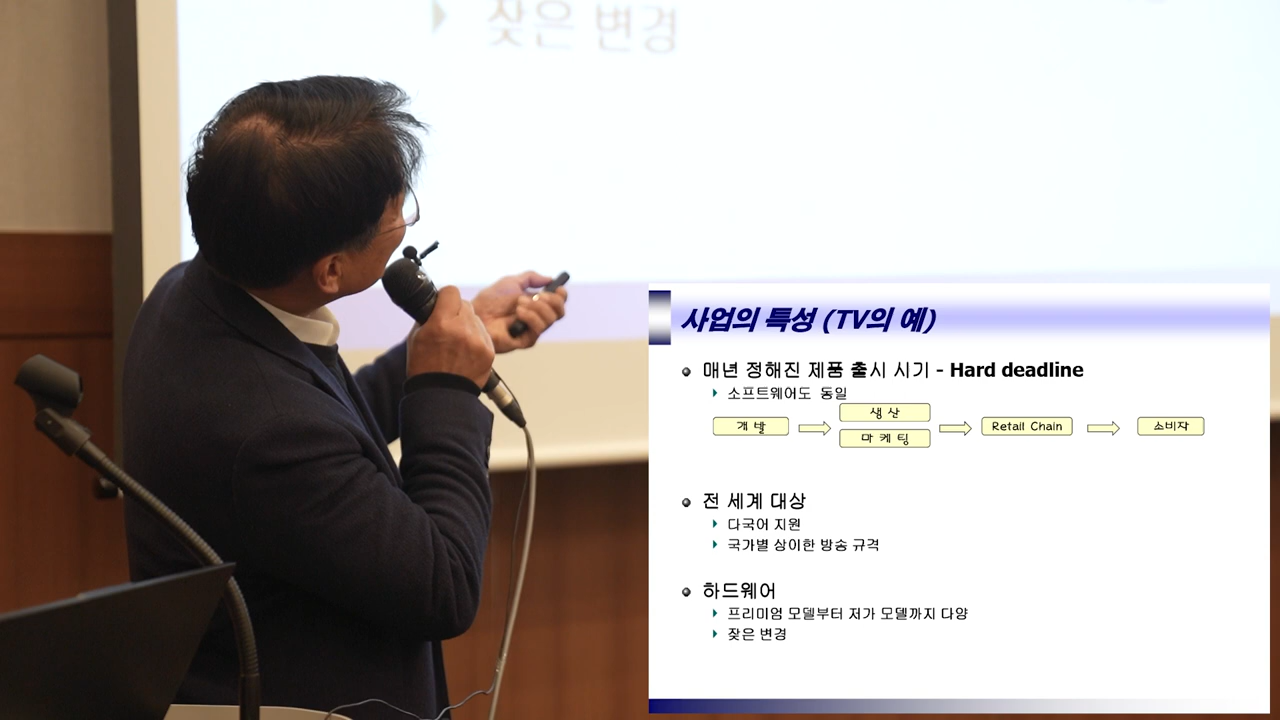 잦은 변경
사업의 특성 (TV의 예)
매년 정해진 제품 출시 시기 - Hard deadline
소프트웨어도 동일
개 발
생 산
마 케 팅
Retail Chain
소비자
전 세계 대상
다국어 지원
국가별 상이한 방송 규격
하드웨어
프리미엄 모델부터 저가 모델까지 다양
잦은 변경